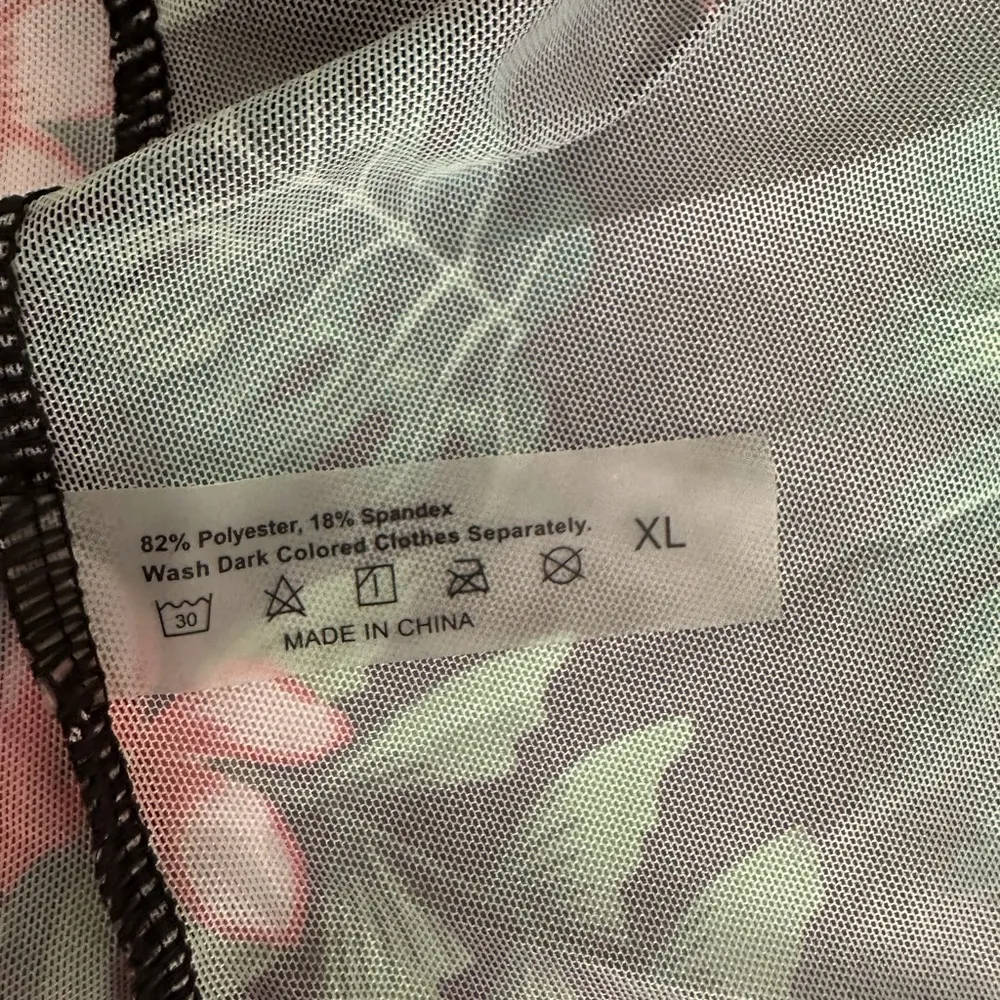 82% Polyester, 18% Spandex
Wash Dark Colored Clothes Separately.
XL
30
MADE IN CHINA